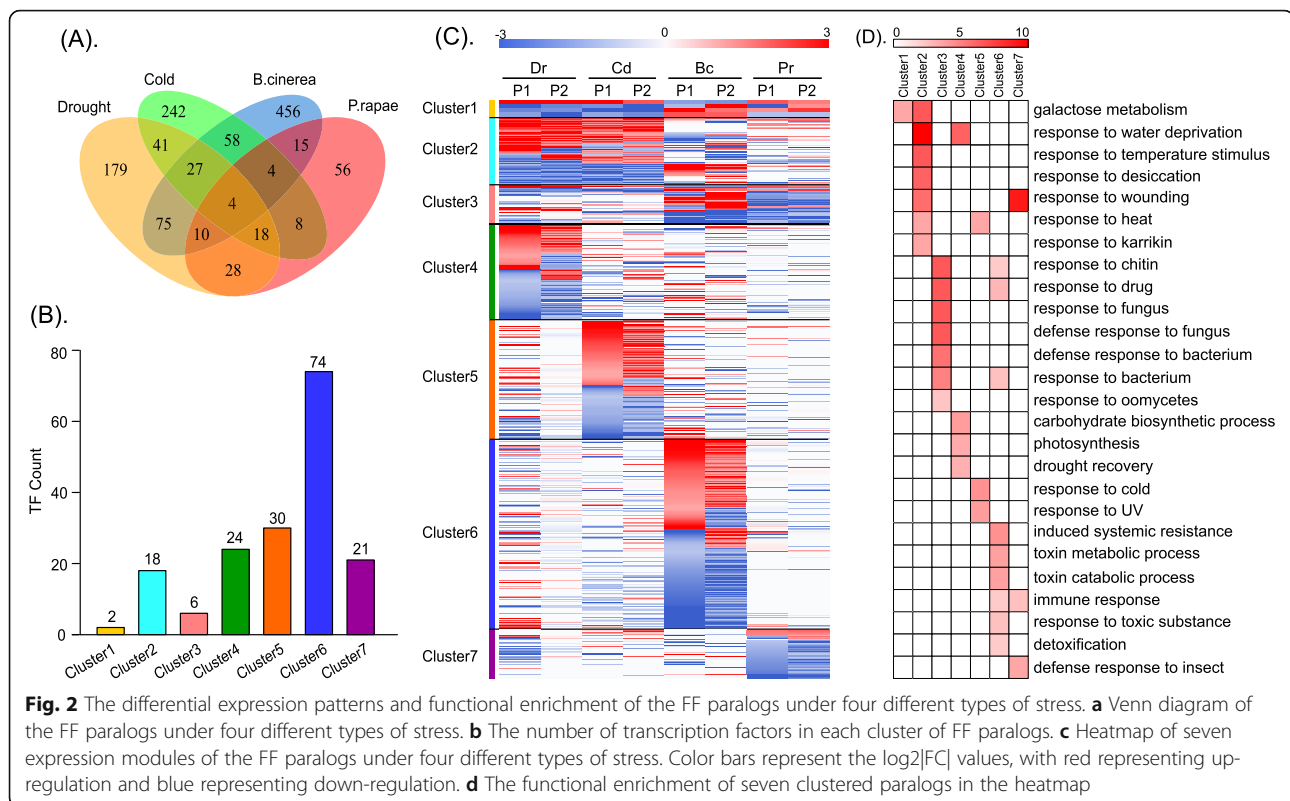 (A).
Cold
B.cinerea
Drought
P.rapae
242
456
41
58
15
179
27
4
56
4
75
10
18
8
28
(B).
TF Count
80
60
40
20
0
2
18
6
24
30
74
21
Cluster1
Cluster2
Cluster3
Cluster4
Cluster5
Cluster6
Cluster7
(C).
-3 0 3
Dr Cd Bc Pr
P1 P2 P1 P2 P1 P2 P1 P2
Cluster1
Cluster2
Cluster3
Cluster4
Cluster5
Cluster6
Cluster7
(D).
0 5 10
Cluster1
Cluster2
Cluster3
Cluster4
Cluster5
Cluster6
Cluster7
galactose metabolism
response to water deprivation
response to temperature stimulus
response to desiccation
response to wounding
response to heat
response to karrikin
response to chitin
response to drug
response to fungus
defense response to fungus
defense response to bacterium
response to bacterium
response to oomycetes
carbohydrate biosynthetic process
photosynthesis
drought recovery
response to cold
response to UV
induced systemic resistance
toxin metabolic process
toxin catabolic process
immune response
response to toxic substance
detoxification
defense response to insect
Fig. 2 The differential expression patterns and functional enrichment of the FF paralogs under four different types of stress. a Venn diagram of
the FF paralogs under four different types of stress. b The number of transcription factors in each cluster of FF paralogs. c Heatmap of seven
expression modules of the FF paralogs under four different types of stress. Color bars represent the log2|FC| values, with red representing up-
regulation and blue representing down-regulation. d The functional enrichment of seven clustered paralogs in the heatmap